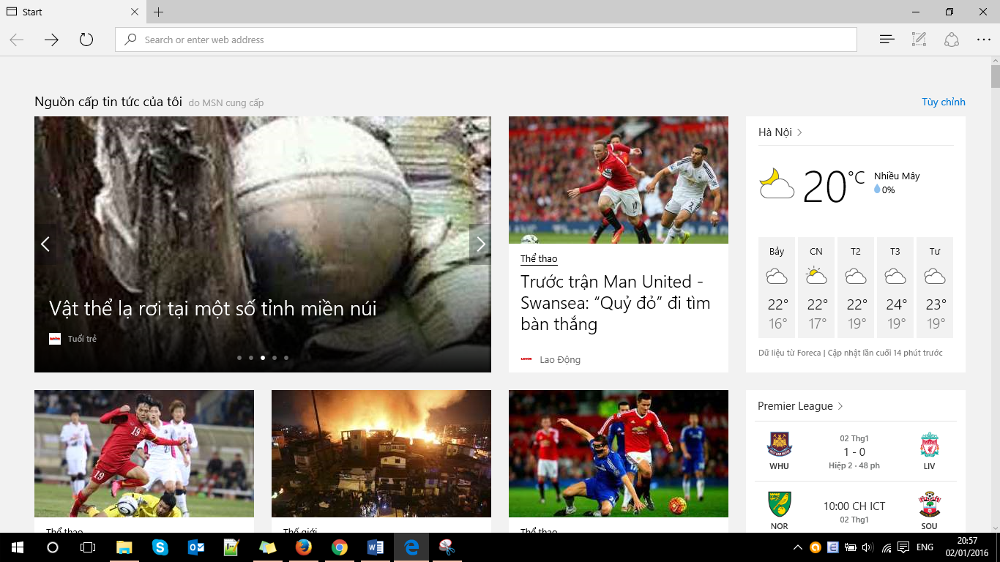 Start
Search or enter web address
Nguồn cấp tin tức của tôi do MSN cung cấp
Tùy chỉnh
Vật thể lạ rơi tại một số tỉnh miền núi
Tuổi trẻ
Thể thao
Trước trận Man United -
Swansea: “Quỷ đỏ” đi tìm
bàn thắng
Lao Động
Hà Nội
20°C
Nhiều Mây
0%
Bảy CN T2 T3 Tư
22° 22° 22° 24° 23°
16° 17° 19° 19° 19°
Dữ liệu từ Foreca | Cập nhật lần cuối 14 phút trước
Thể thao
Thế giới
Thể thao
Premier League
02 Thg1
1 - 0
WHU Hiệp 2 - 48 ph LIV
10:00 CH ICT
02 Thg1
NOR SOU
ENG
20:57
02/01/2016